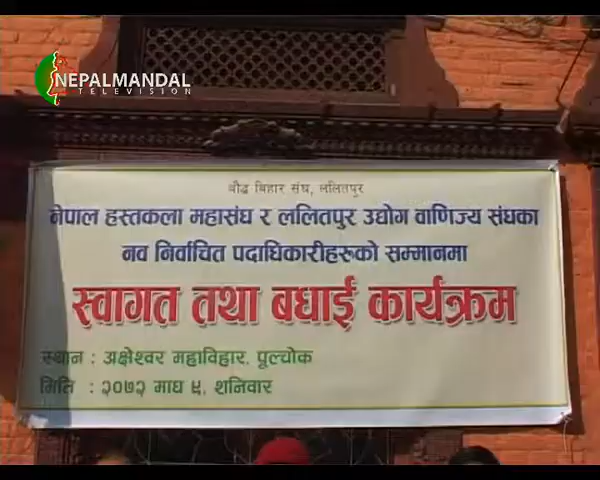 NEPALMANDAL
TELEVISION
बौद्ध बिहार संघ, ललितपुर
नेपाल हस्तकला महासंघ र ललितपुर उद्योग वाणिज्य संघका
नव निर्वाचित पदाधिकारीहरुको सम्मानमा
स्वागत तथा बधाई कार्यक्रम
स्थान : अक्षेश्वर महाविहार, पूल्चोक
मिति : २०७२ माघ ९, शनिवार